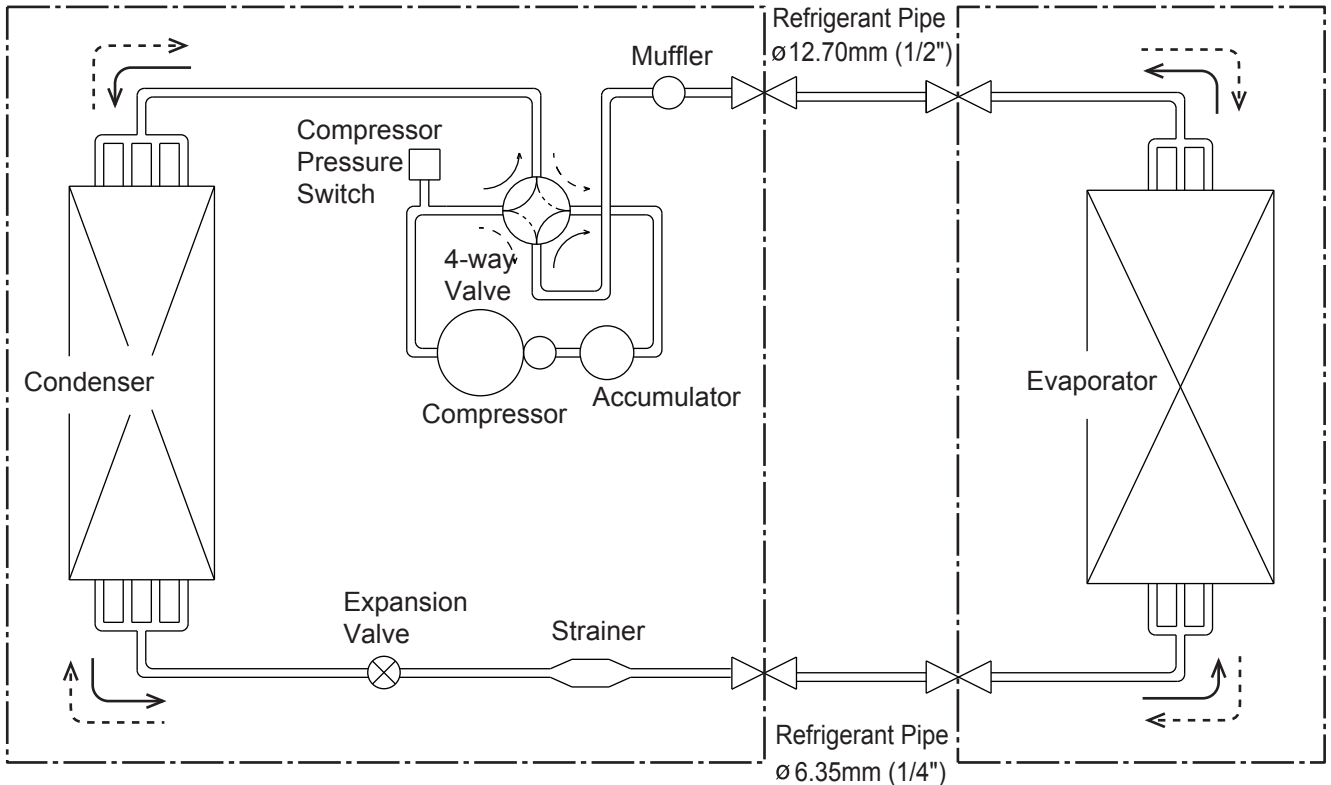 Refrigerant Pipe
ø12.70mm (1/2")
Muffler
Compressor
Pressure
Switch
4-way
Valve
Condenser
Compressor
Accumulator
Evaporator
Expansion
Valve
Strainer
Refrigerant Pipe
ø6.35mm (1/4")